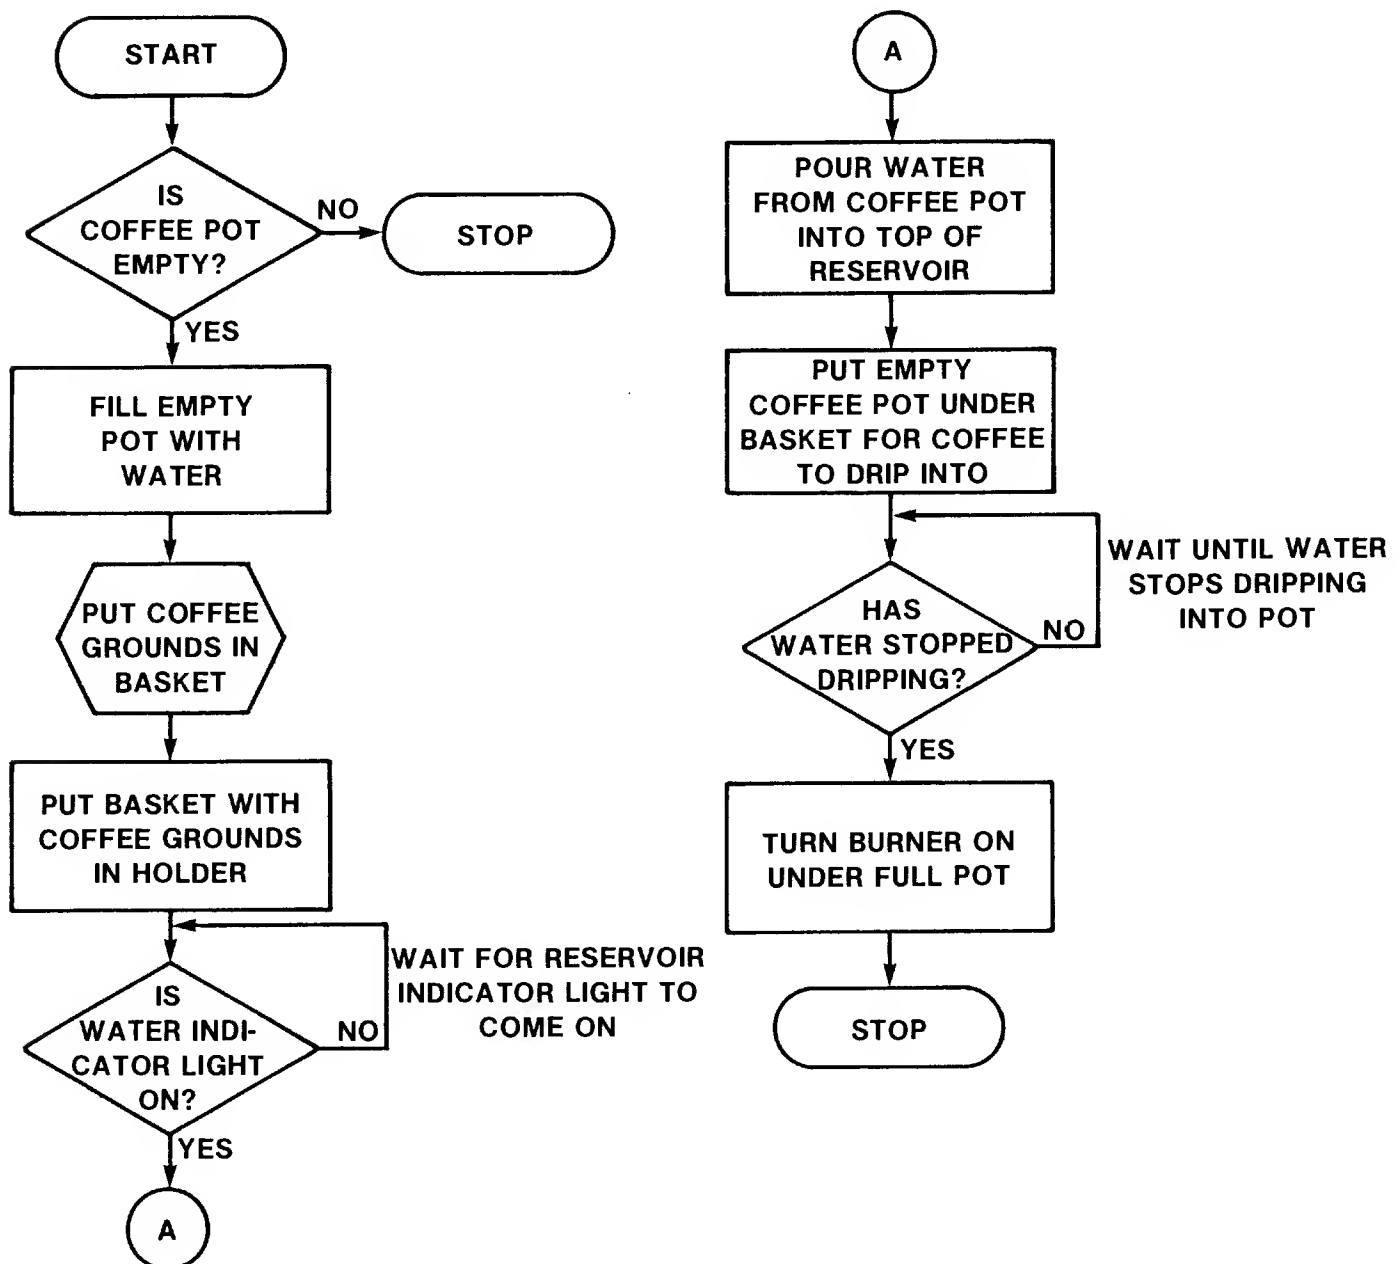 START
IS
COFFEE POT
EMPTY?
NO
STOP
YES
FILL EMPTY
POT WITH
WATER
PUT COFFEE
GROUNDS IN
BASKET
PUT BASKET WITH
COFFEE GROUNDS
IN HOLDER
WAIT FOR RESERVOIR
INDICATOR LIGHT TO
COME ON
IS
WATER INDI-
CATOR LIGHT
ON?
NO
YES
A
A
POUR WATER
FROM COFFEE POT
INTO TOP OF
RESERVOIR
PUT EMPTY
COFFEE POT UNDER
BASKET FOR COFFEE
TO DRIP INTO
WAIT UNTIL WATER
STOPS DRIPPING
INTO POT
HAS
WATER STOPPED
DRIPPING?
NO
YES
TURN BURNER ON
UNDER FULL POT
STOP